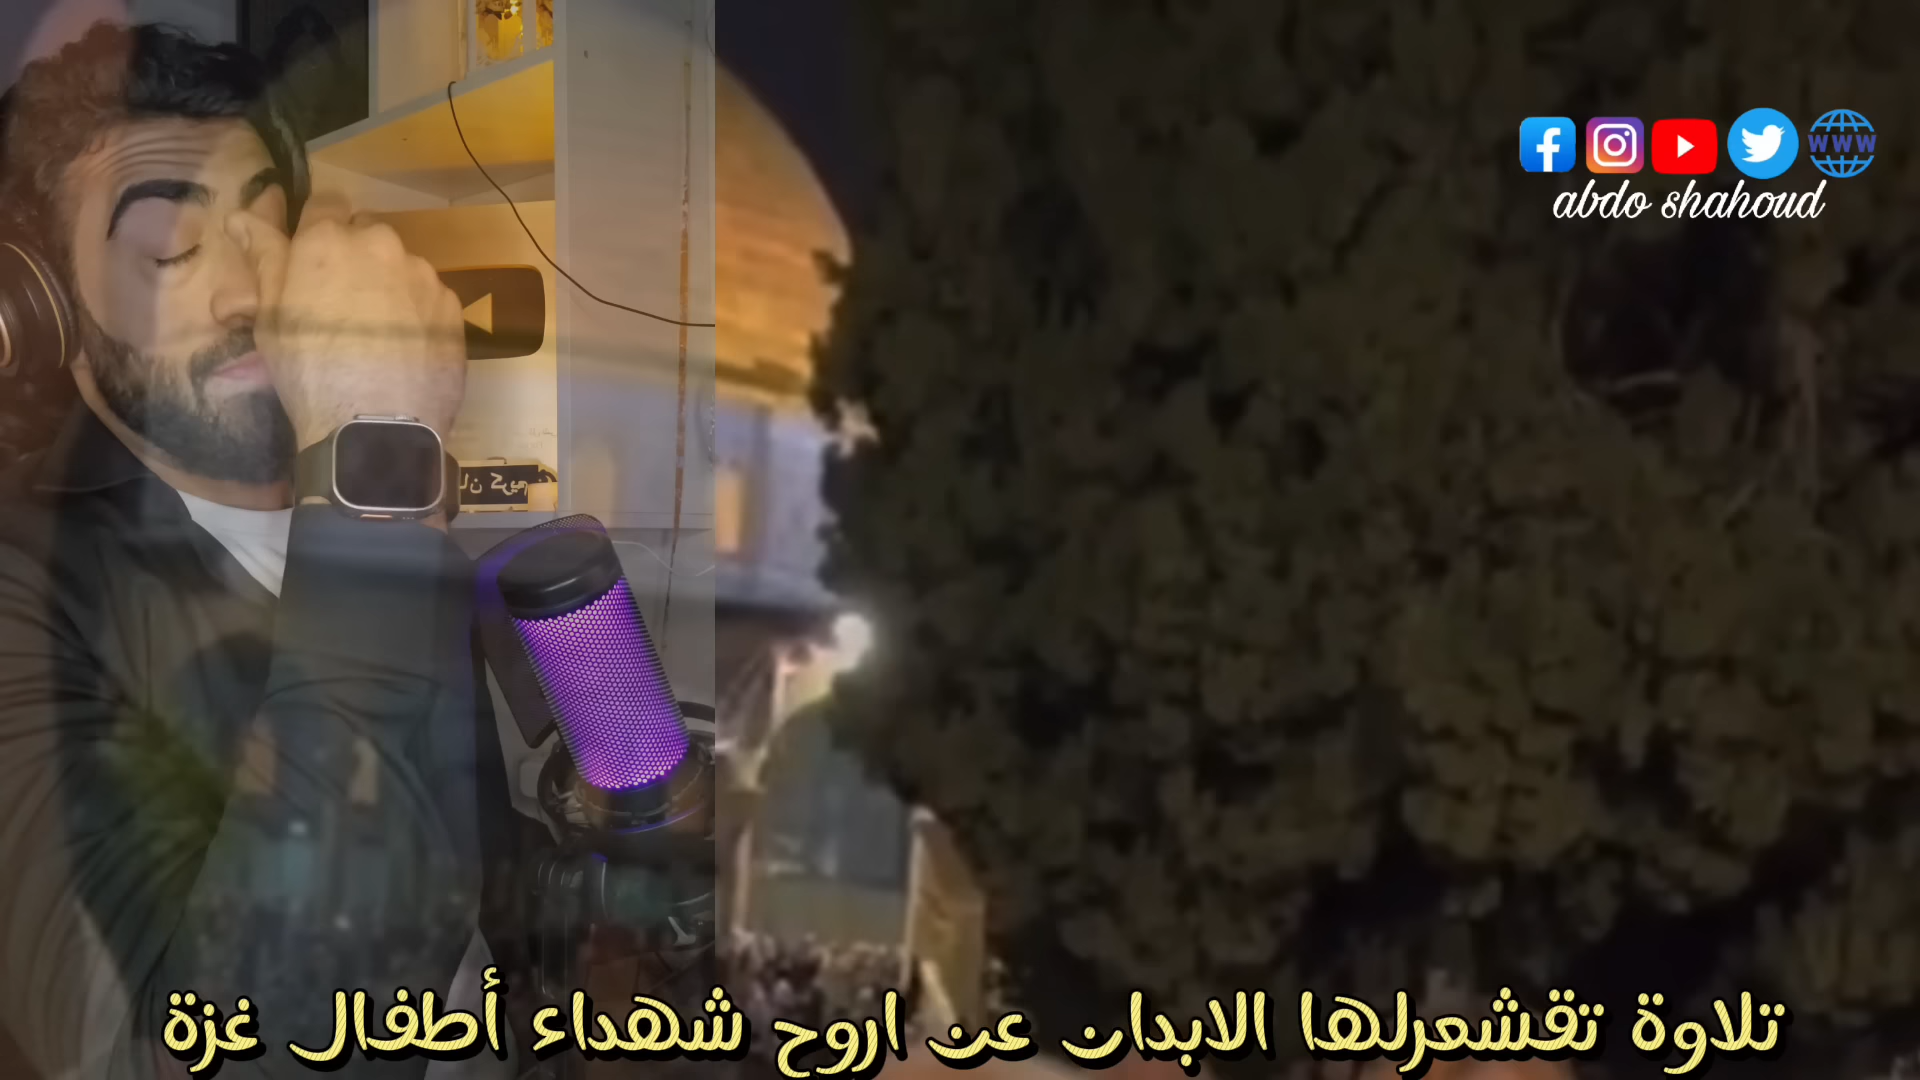 www
abdo shahoud
تلاوة تقشعرلها الابدان عن اروح شهداء أطفال غزة